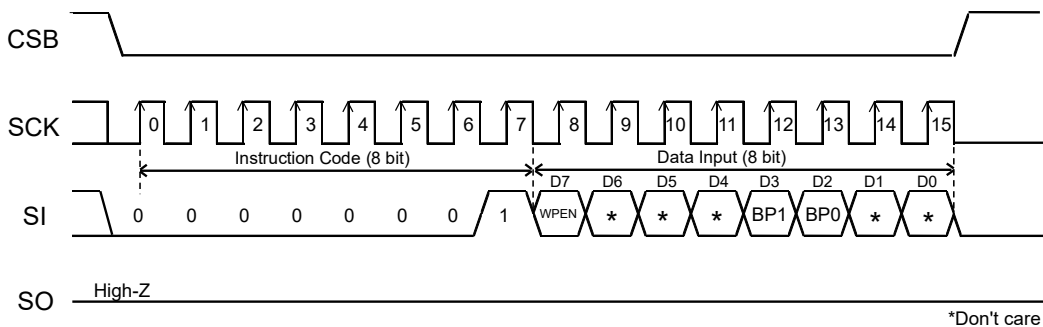 CSB
SCK 0 1 2 3 4 5 6 7 8 9 10 11 12 13 14 15
Instruction Code (8 bit) Data Input (8 bit)
D7 D6 D5 D4 D3 D2 D1 D0
SI 0 0 0 0 0 0 0 1 WPEN * * * BP1 BP0 * *
High-Z
SO
*Don't care